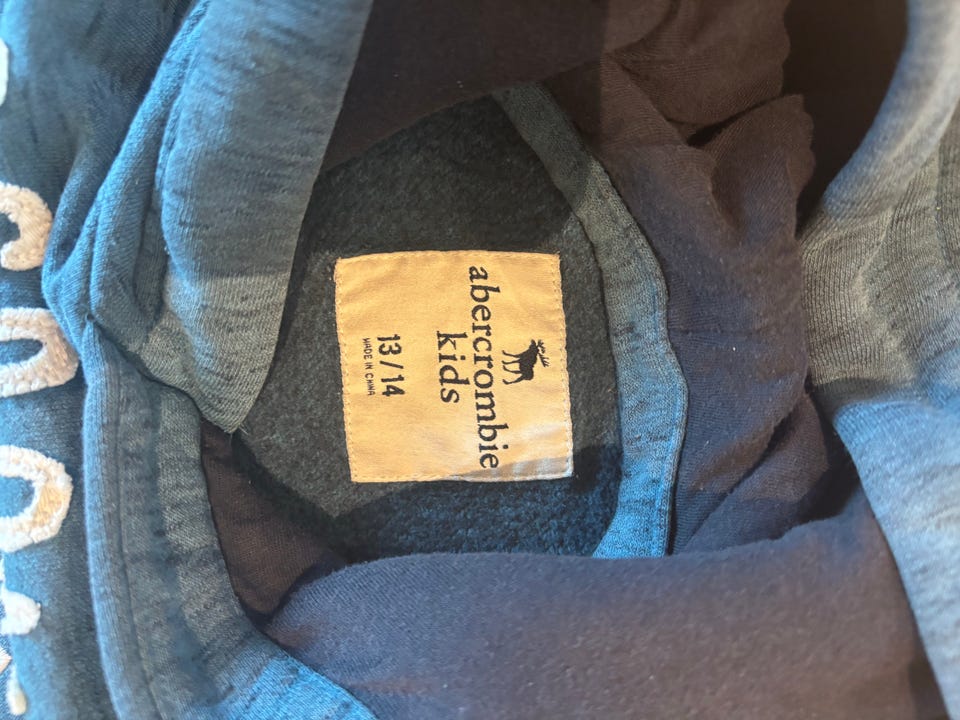 abercrombie
kids
13/14
MADE IN CHINA